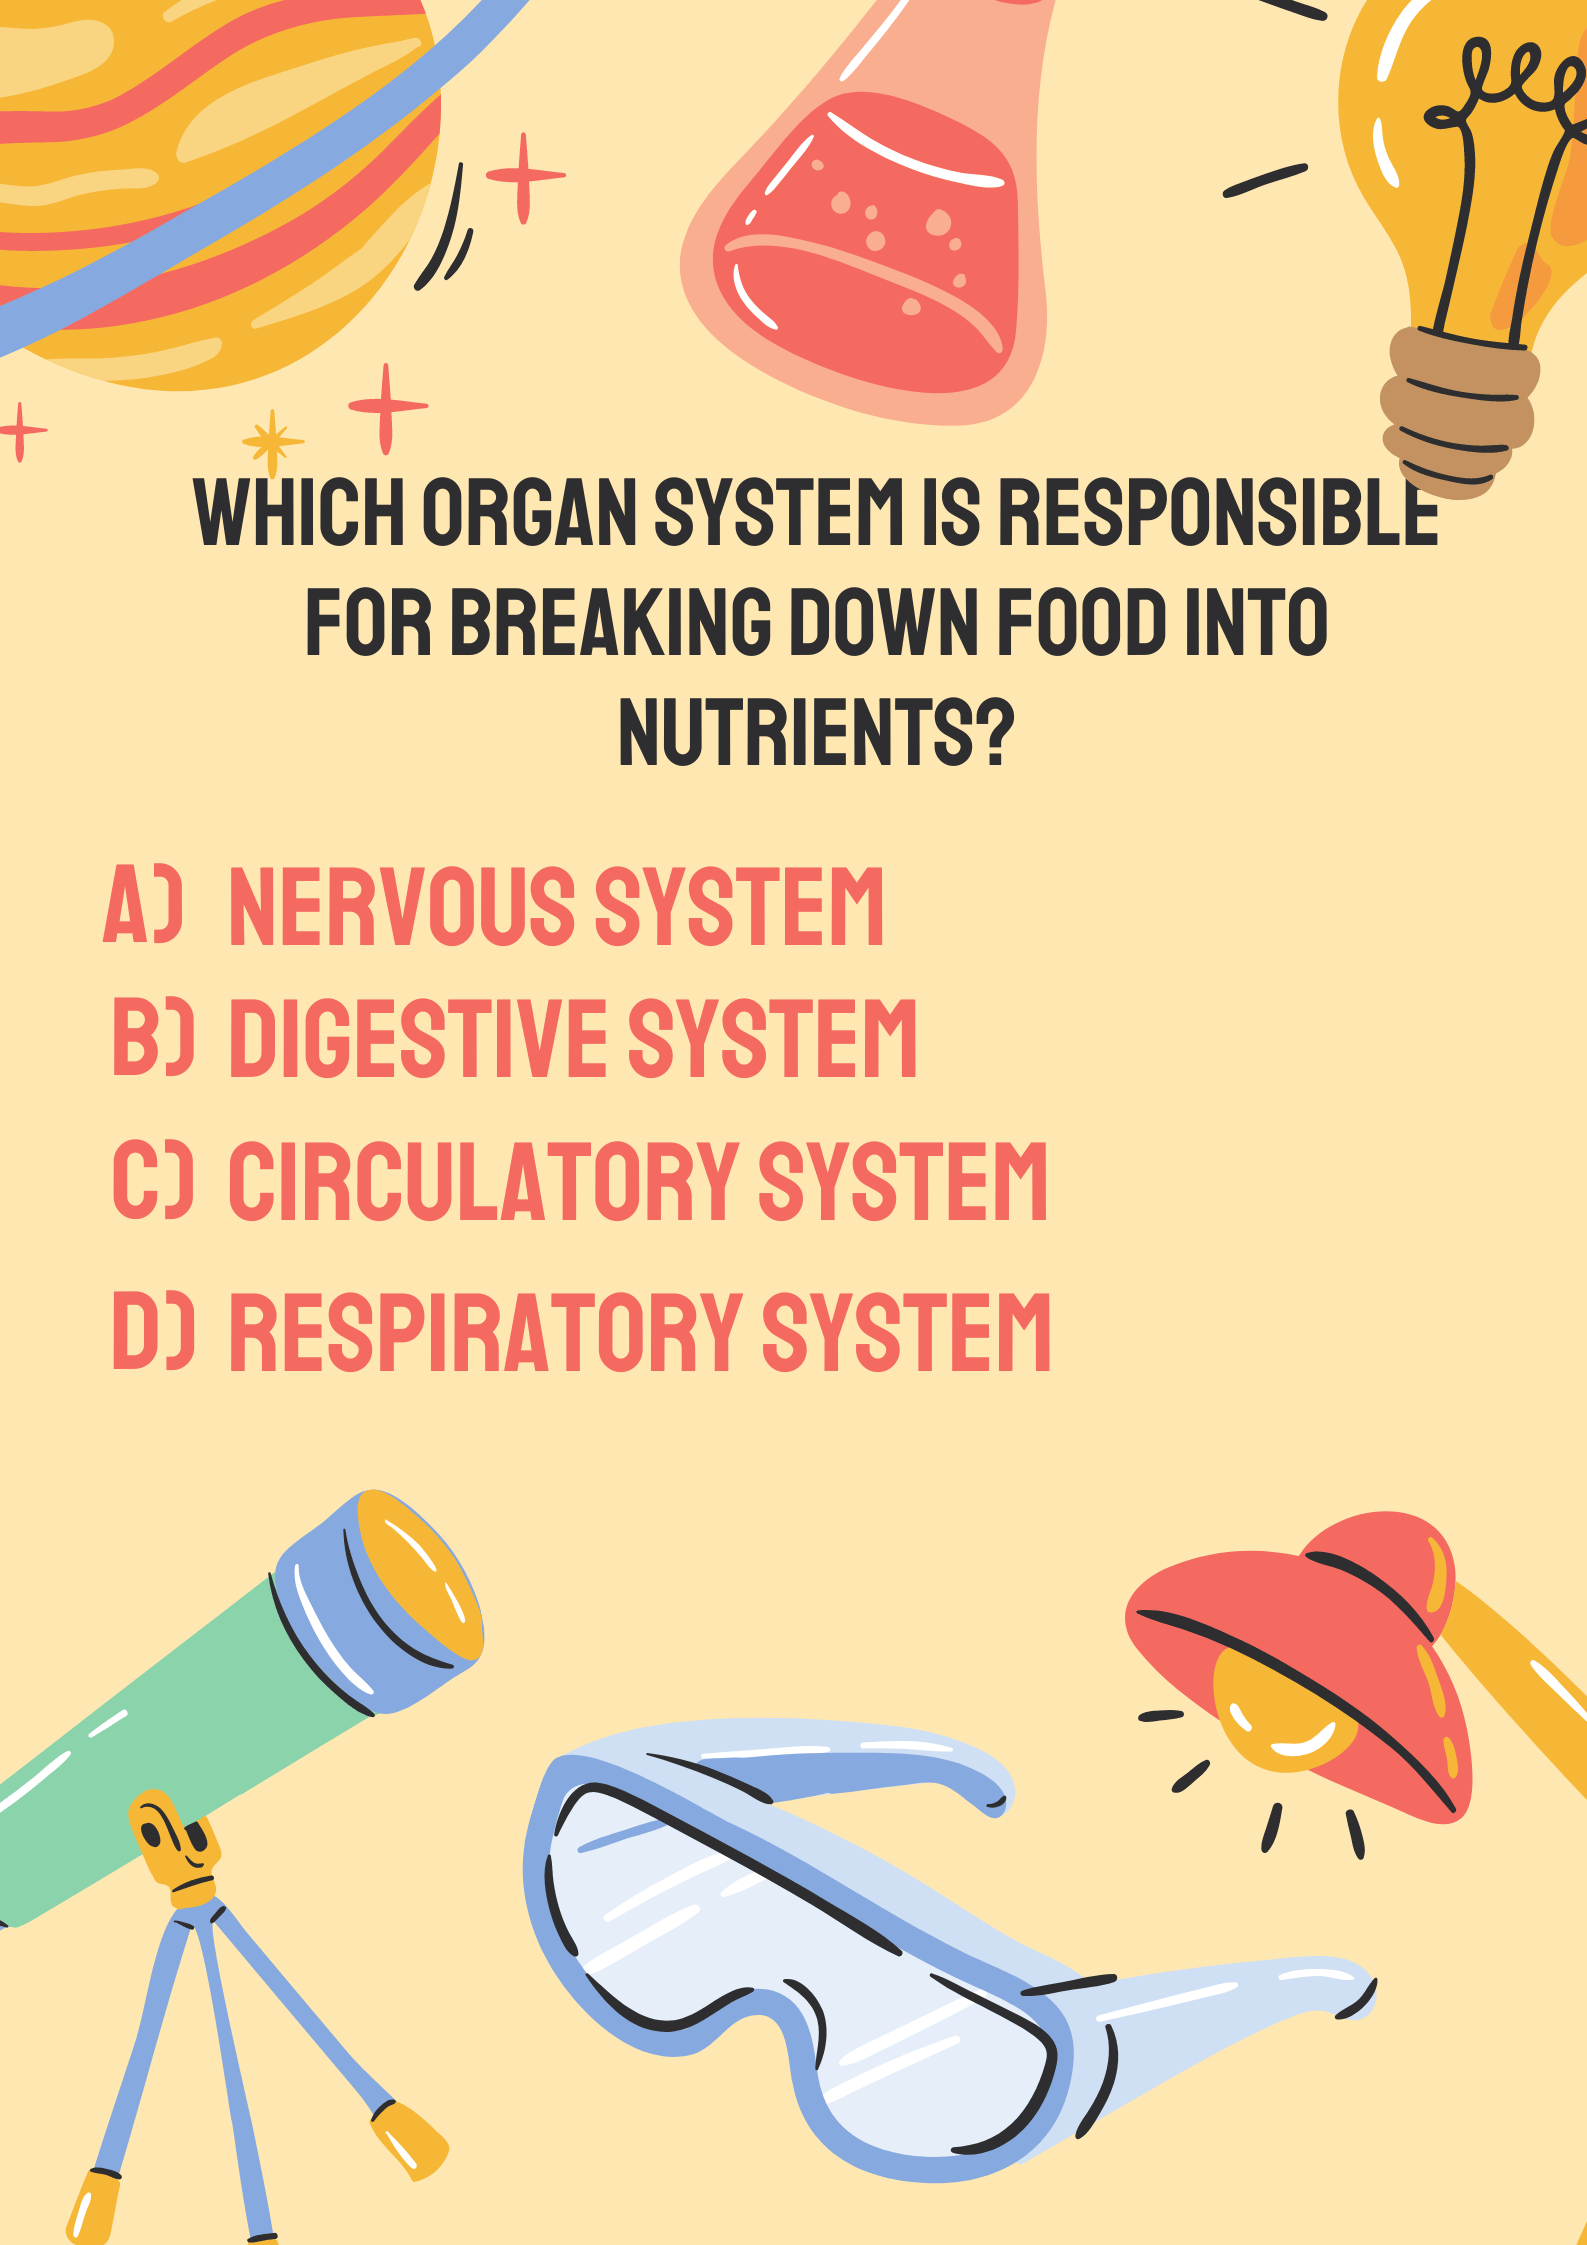 WHICH ORGAN SYSTEM IS RESPONSIBLE
FOR BREAKING DOWN FOOD INTO
NUTRIENTS?
A) NERVOUS SYSTEM
B) DIGESTIVE SYSTEM
C) CIRCULATORY SYSTEM
D) RESPIRATORY SYSTEM